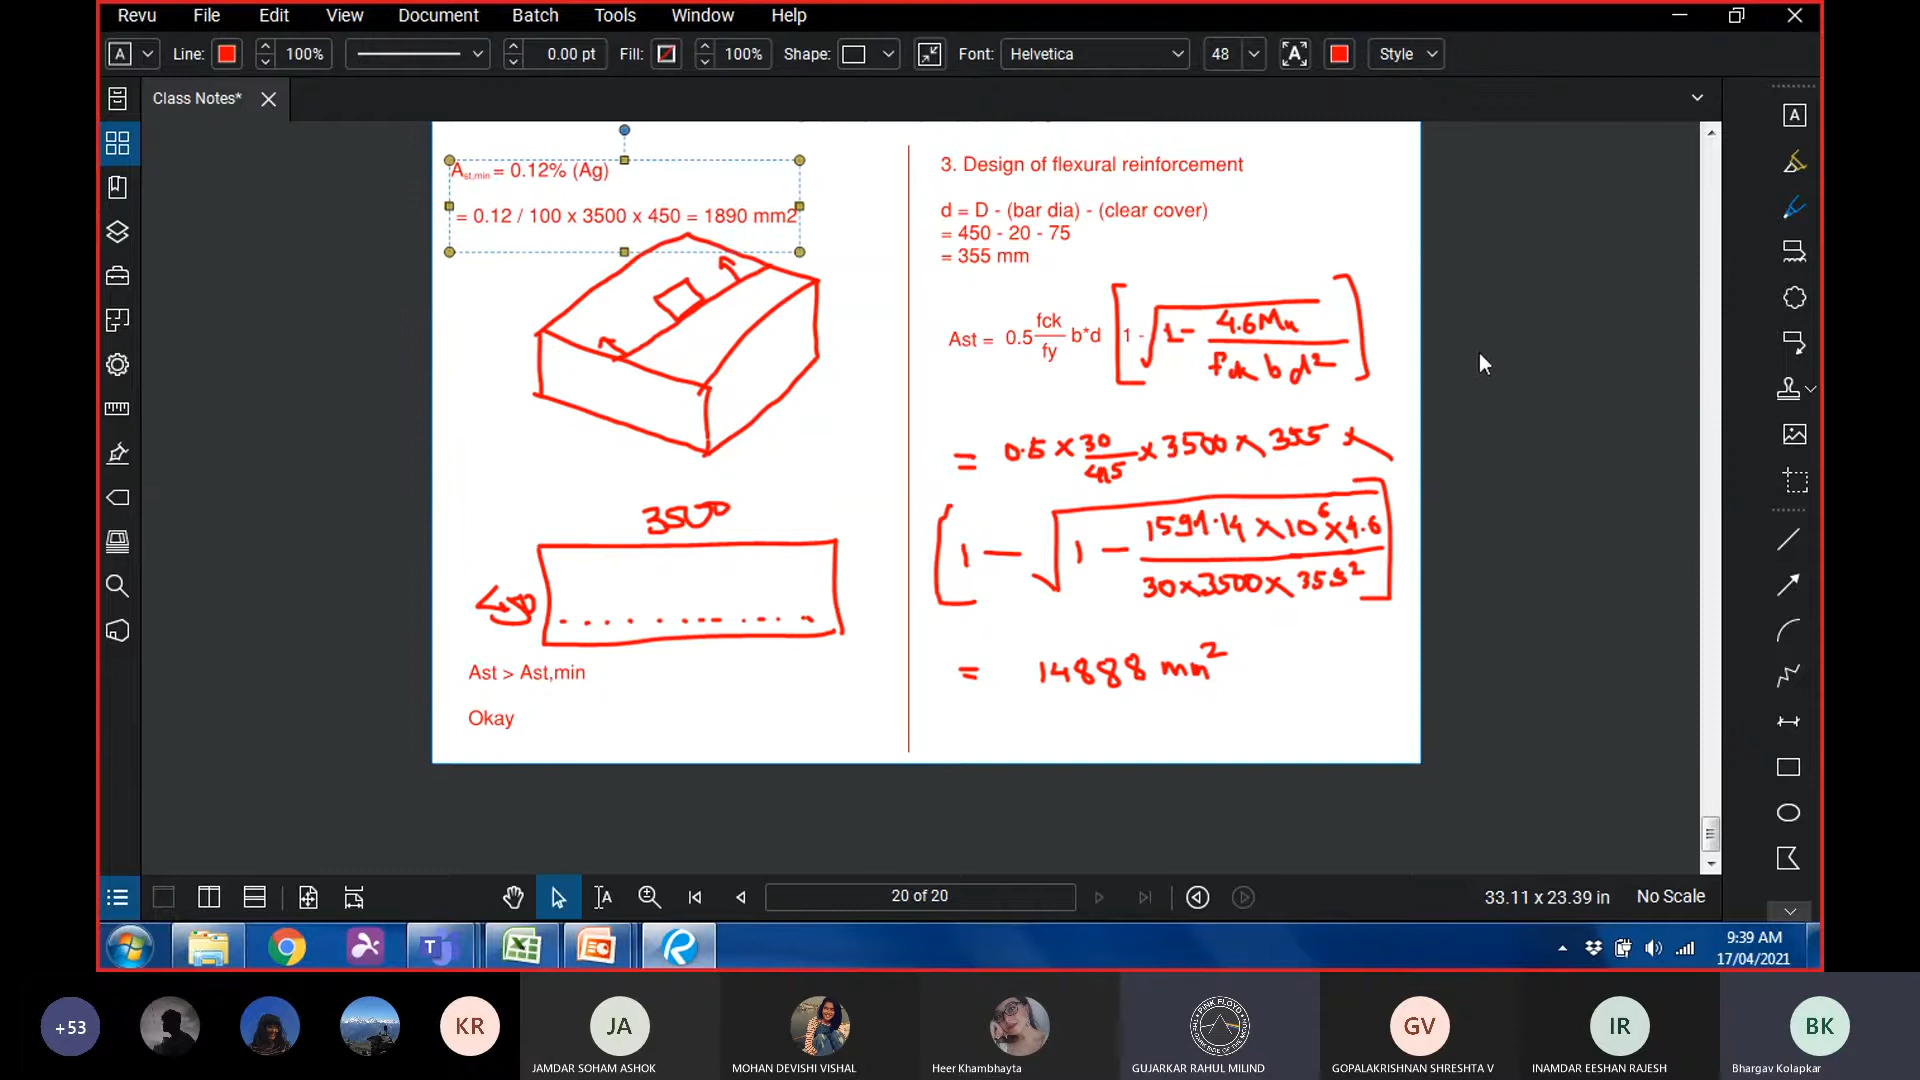 Revu File Edit View Document Batch Tools Window Help
A Line: 100% 0.00 pt Fill: 100% Shape: Font: Helvetica 48 A Style
Class Notes*
Ast,min = 0.12% (Ag)
= 0.12 / 100 x 3500 x 450 = 1890 mm2
3500
450
Ast > Ast,min
Okay
3. Design of flexural reinforcement
d = D - (bar dia) - (clear cover)
= 450 - 20 - 75
= 355 mm
Ast = 0.5 fck/fy b*d [1 - √(1 - 4.6Mu / fck b d²)]
= 0.5 × 30/415 × 3500 × 355 ×
[1 - √(1 - 1591.14 × 10⁶ × 4.6 / 30×3500×355²)]
= 14888 mm²
20 of 20
33.11 x 23.39 in No Scale
9:39 AM
17/04/2021
+53
KR
JA
GV
IR
BK
JAMDAR SOHAM ASHOK
MOHAN DEVISHI VISHAL
Heer Khambhayta
GUJARKAR RAHUL MILIND
GOPALAKRISHNAN SHRESHTA V
INAMDAR EESHAN RAJESH
Bhargav Kolapkar